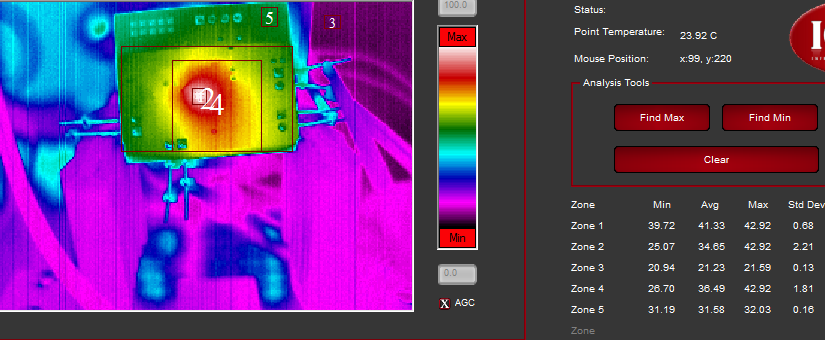 5
3
2
4
100.0
Max
Min
0.0
X AGC
Status:
Point Temperature: 23.92 C
Mouse Position: x:99, y:220
Analysis Tools
Find Max Find Min
Clear
Zone Min Avg Max Std Dev
Zone 1 39.72 41.33 42.92 0.68
Zone 2 25.07 34.65 42.92 2.21
Zone 3 20.94 21.23 21.59 0.13
Zone 4 26.70 36.49 42.92 1.81
Zone 5 31.19 31.58 32.03 0.16
Zone